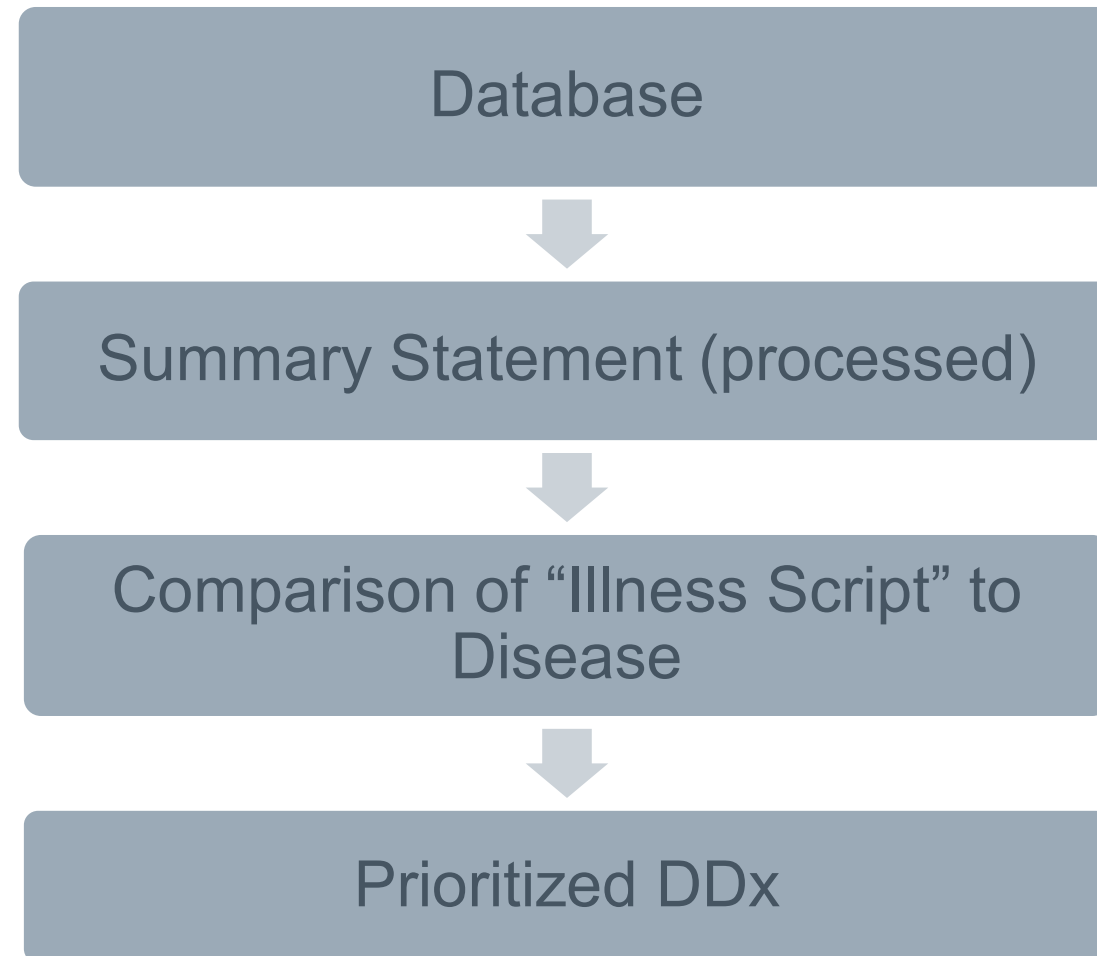 Database
Summary Statement (processed)
Comparison of “Illness Script” to
Disease
Prioritized DDx